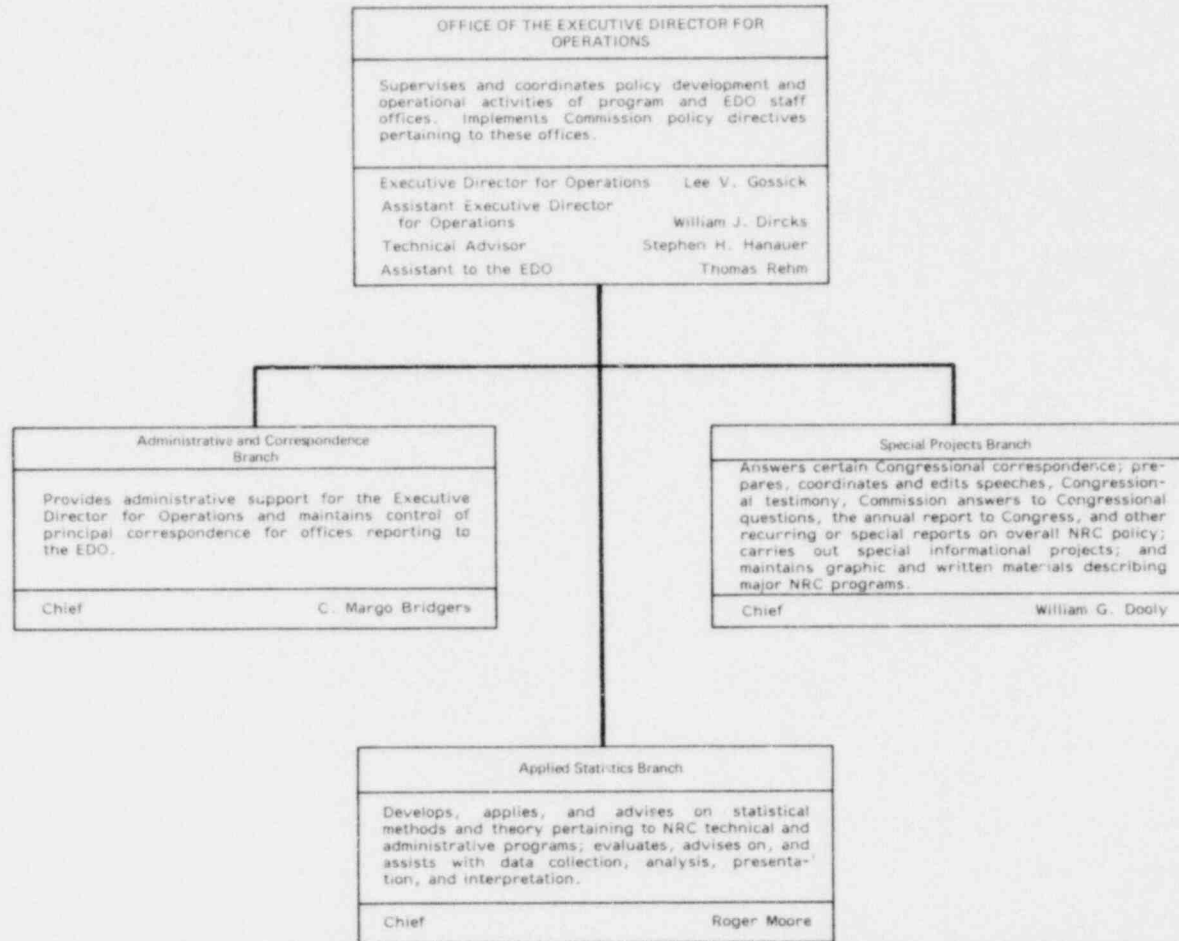 OFFICE OF THE EXECUTIVE DIRECTOR FOR
OPERATIONS
Supervises and coordinates policy development and
operational activities of program and EDO staff
offices. Implements Commission policy directives
pertaining to these offices.
Executive Director for Operations Lee V. Gossick
Assistant Executive Director
for Operations William J. Dircks
Technical Advisor Stephen H. Hanauer
Assistant to the EDO Thomas Rehm
Administrative and Correspondence
Branch
Provides administrative support for the Executive
Director for Operations and maintains control of
principal correspondence for offices reporting to
the EDO.
Chief C. Margo Bridgers
Special Projects Branch
Answers certain Congressional correspondence; pre-
pares, coordinates and edits speeches, Congression-
al testimony, Commission answers to Congressional
questions, the annual report to Congress, and other
recurring or special reports on overall NRC policy;
carries out special informational projects; and
maintains graphic and written materials describing
major NRC programs.
Chief William G. Dooly
Applied Statistics Branch
Develops, applies, and advises on statistical
methods and theory pertaining to NRC technical and
administrative programs; evaluates, advises on, and
assists with data collection, analysis, presenta-
tion, and interpretation.
Chief Roger Moore